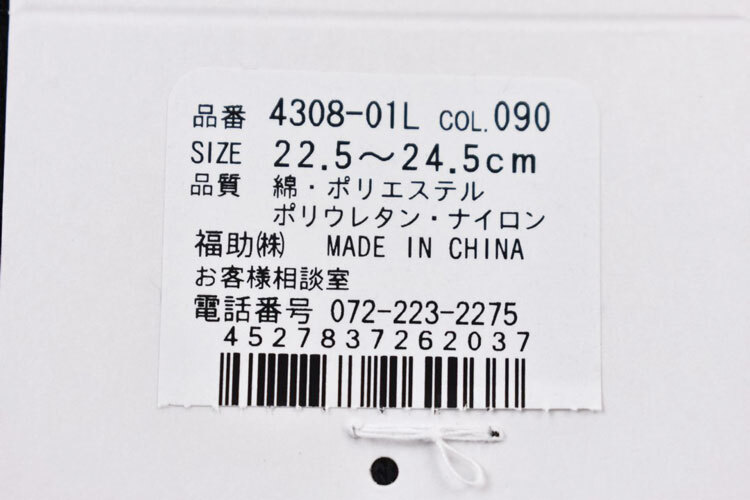 品番 4308-01L COL.090
SIZE 22.5～24.5cm
品質 綿・ポリエステル
ポリウレタン・ナイロン
福助㈱ MADE IN CHINA
お客様相談室
電話番号 072-223-2275
4527837262037